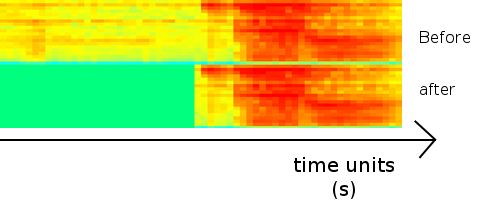 Before
after
time units
(s)